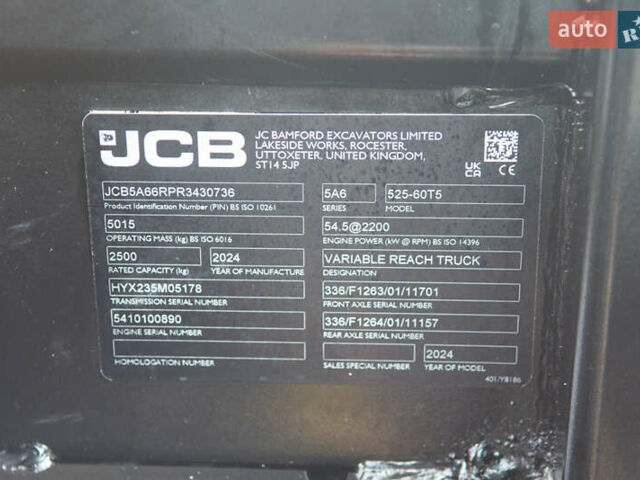 auto
JCB
JC BAMFORD EXCAVATORS LIMITED
LAKESIDE WORKS, ROCESTER,
UTTOXETER, UNITED KINGDOM,
ST14 5JP
UK CA CE
JCB5A66RPR3430736
Product Identification Number (PIN) BS ISO 10261
5A6 525-60T5
SERIES MODEL
5015
OPERATING MASS (kg) BS ISO 6016
54.5@2200
ENGINE POWER (kW @ RPM) BS ISO 14396
2500 2024
RATED CAPACITY (kg) YEAR OF MANUFACTURE
VARIABLE REACH TRUCK
DESIGNATION
HYX235M05178
TRANSMISSION SERIAL NUMBER
336/F1263/01/11701
FRONT AXLE SERIAL NUMBER
5410100890
ENGINE SERIAL NUMBER
336/F1264/01/11157
REAR AXLE SERIAL NUMBER
HOMOLOGATION NUMBER
2024
SALES SPECIAL NUMBER YEAR OF MODEL
401/Y8186